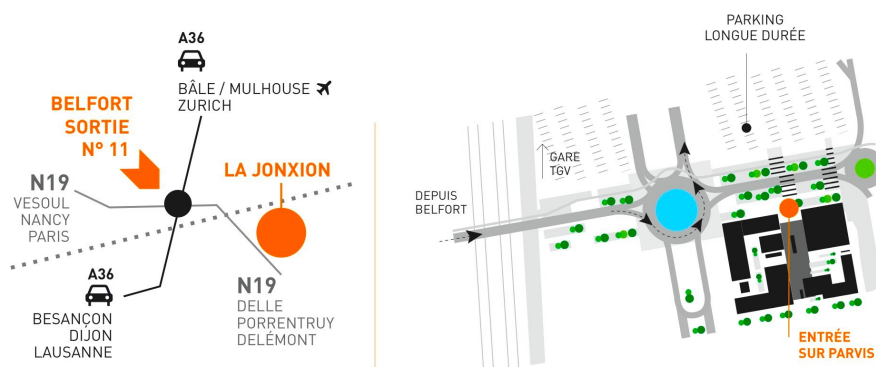 A36
BÂLE / MULHOUSE
ZURICH
BELFORT
SORTIE
N° 11
LA JONXION
N19
VESOUL
NANCY
PARIS
A36
BESANÇON
DIJON
LAUSANNE
N19
DELLE
PORRENTRUY
DELÉMONT
PARKING
LONGUE DURÉE
GARE
TGV
DEPUIS
BELFORT
ENTRÉE
SUR PARVIS